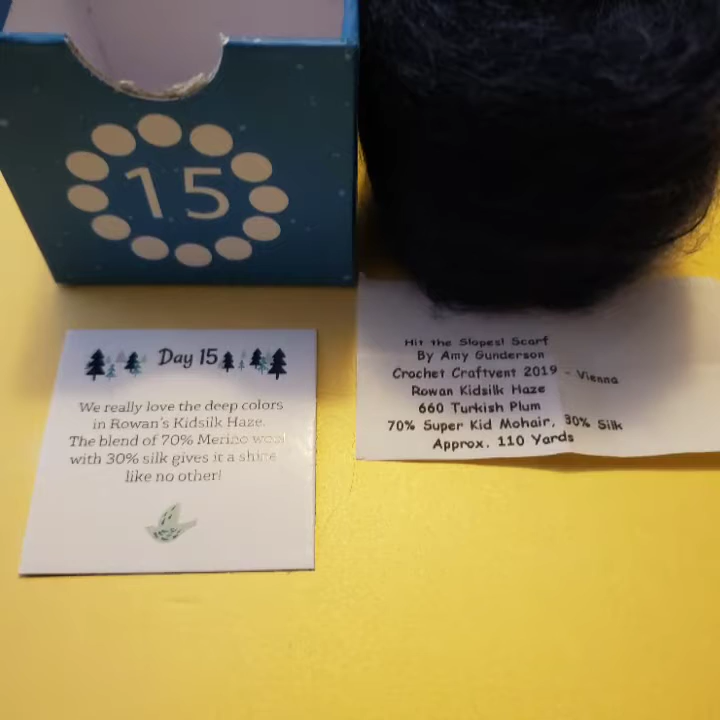 15
Day 15
We really love the deep colors
in Rowan's Kidsilk Haze.
The blend of 70% Merino wool
with 30% silk gives it a shine
like no other!
Hit the Slopes! Scarf
By Amy Gunderson
Crochet Craftvent 2019 - Vienna
Rowan Kidsilk Haze
660 Turkish Plum
70% Super Kid Mohair, 30% Silk
Approx. 110 Yards